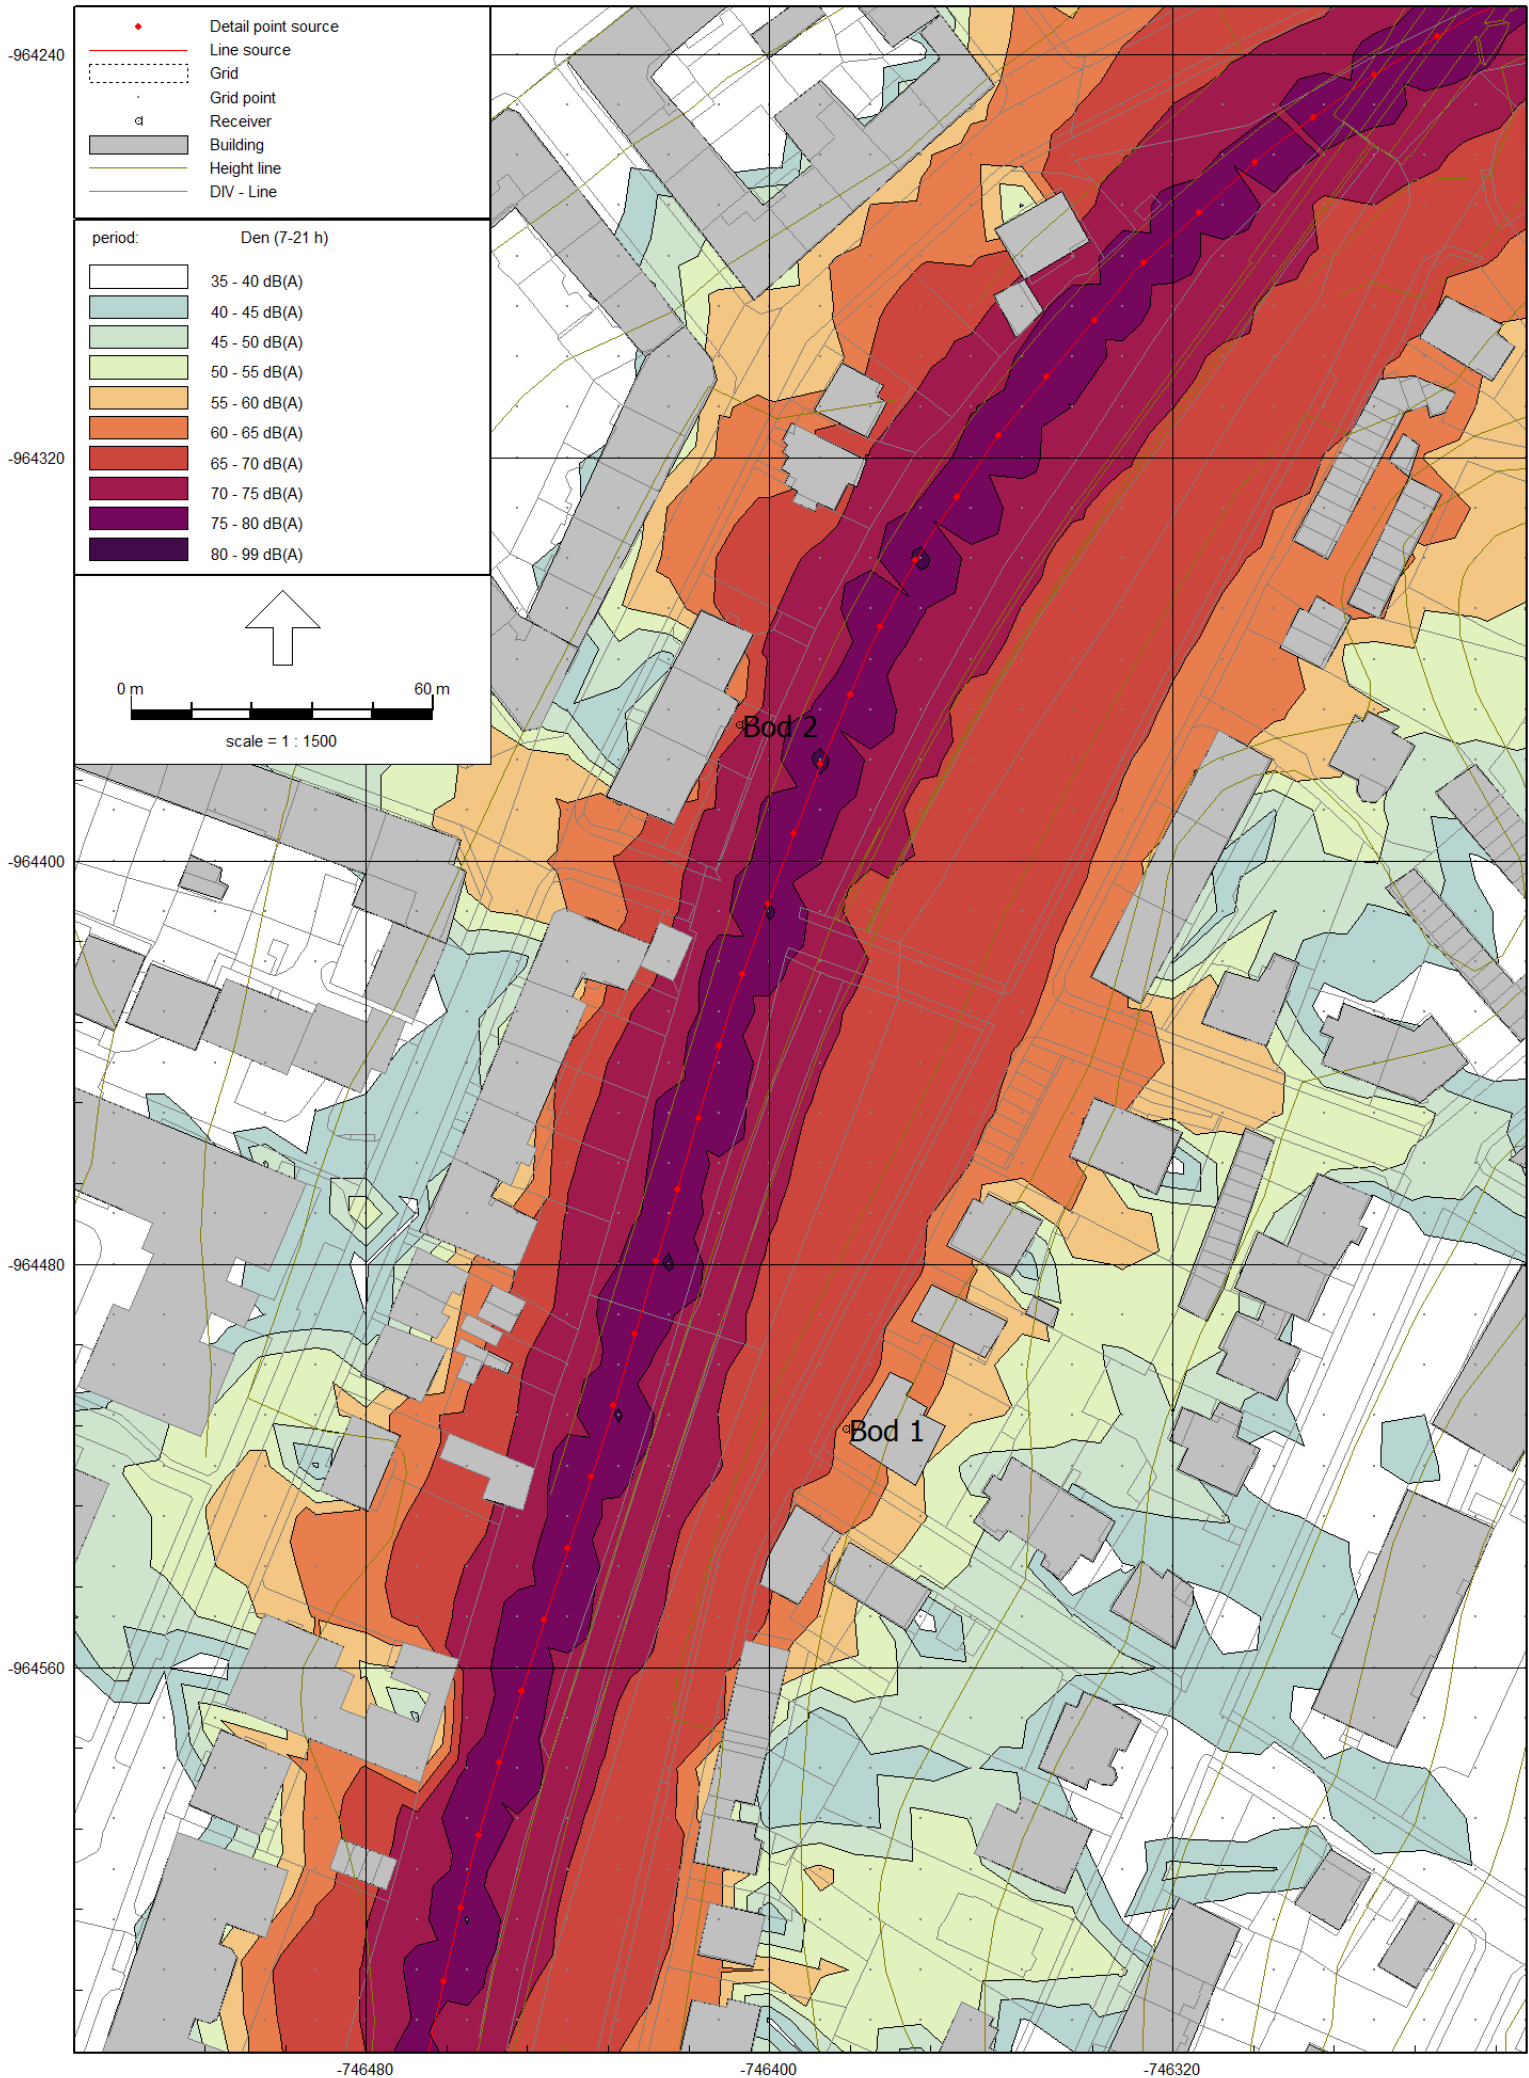 Detail point source
Line source
Grid
Grid point
Receiver
Building
Height line
DIV - Line
period: Den (7-21 h)
35 - 40 dB(A)
40 - 45 dB(A)
45 - 50 dB(A)
50 - 55 dB(A)
55 - 60 dB(A)
60 - 65 dB(A)
65 - 70 dB(A)
70 - 75 dB(A)
75 - 80 dB(A)
80 - 99 dB(A)
0 m 60 m
scale = 1 : 1500
-964240
-964320
Bod 2
-964400
-964480
Bod 1
-964560
-746480 -746400 -746320